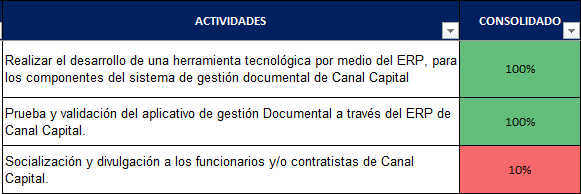 ACTIVIDADES
CONSOLIDADO
Realizar el desarrollo de una herramienta tecnológica por medio del ERP, para
los componentes del sistema de gestión documental de Canal Capital
100%
Prueba y validación del aplicativo de gestión Documental a través del ERP de
Canal Capital.
100%
Socialización y divulgación a los funcionarios y/o contratistas de Canal
Capital.
10%